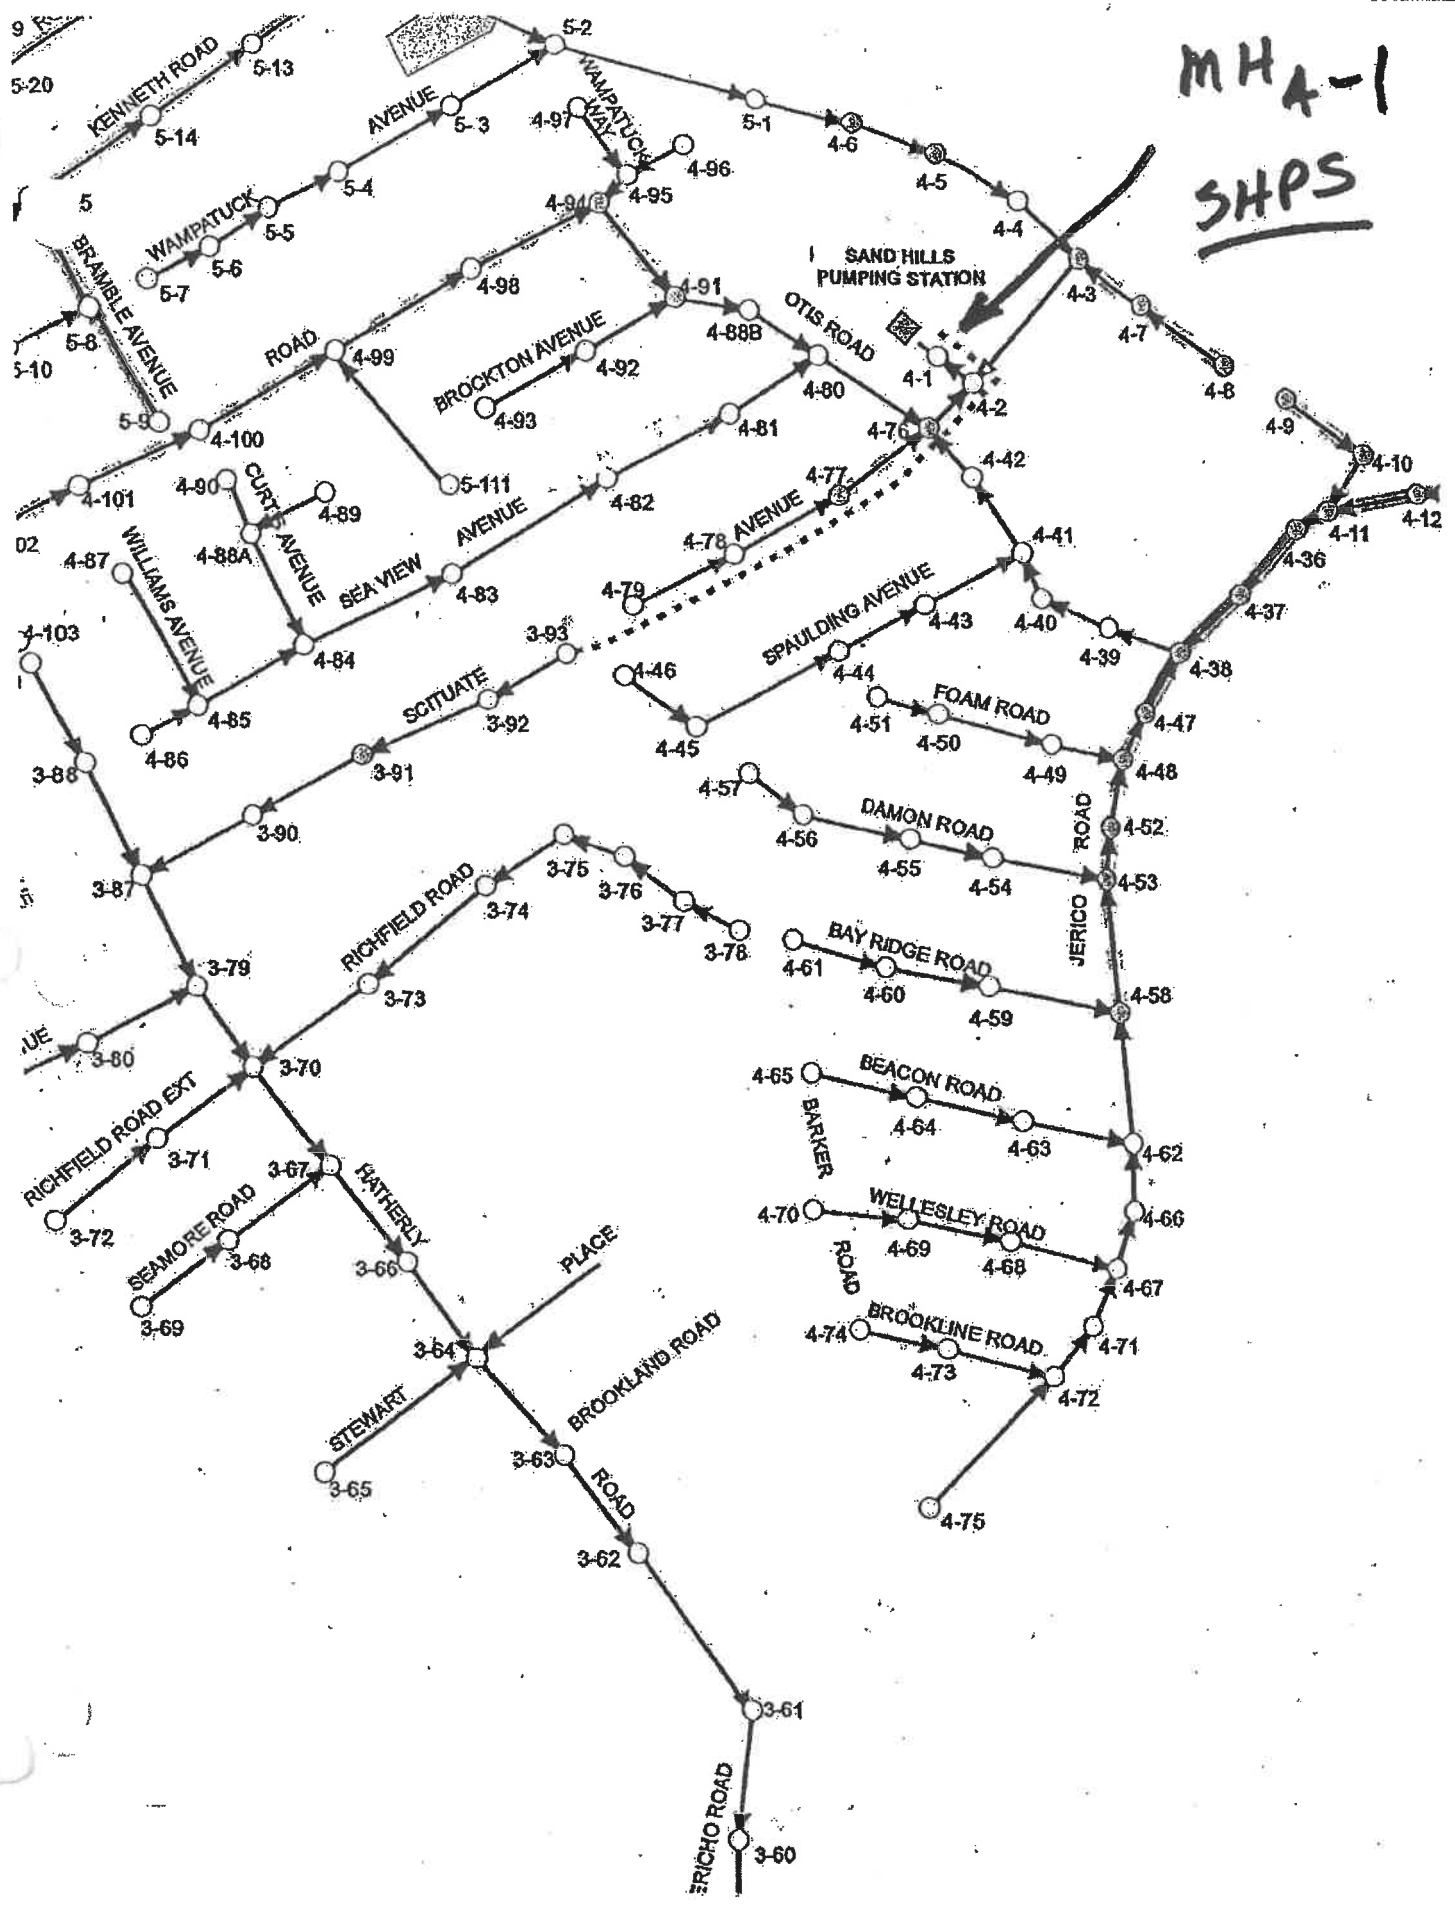 9
5-20
KENNETH ROAD
5-13
5-14
5-2
MH4-1
SHPS
AVENUE
5-3
WAMPATUCK
WAY
4-97
5-1
4-6
4-5
4-96
4-95
4-94
4-4
5
5-4
WAMPATUCK
5-5
5-6
5-7
SAND HILLS
PUMPING STATION
4-3
4-7
4-8
BRAMBLE AVENUE
5-8
5-10
5-9
4-98
4-91
4-88B
OTIS ROAD
ROAD
4-99
BROCKTON AVENUE
4-92
4-93
4-80
4-1
4-2
4-9
4-10
4-100
4-101
5-111
4-81
4-76
4-42
4-77
4-11
4-12
4-36
02
4-90
CURTIS AVENUE
4-89
4-88A
4-82
AVENUE
4-78
AVENUE
4-41
4-87
WILLIAMS AVENUE
SEA VIEW
4-83
4-79
SPAULDING AVENUE
4-43
4-40
4-39
4-37
4-38
4-103
4-84
3-93
4-46
4-44
4-85
4-86
SCITUATE
3-92
4-45
4-51
FOAM ROAD
4-50
4-49
4-47
4-48
3-88
3-91
4-57
3-90
4-56
DAMON ROAD
4-55
4-54
JERICO ROAD
4-52
4-53
3-87
3-75
3-76
3-77
3-78
RICHFIELD ROAD
3-74
3-73
4-61
BAY RIDGE ROAD
4-60
4-59
4-58
3-79
UE
3-80
3-70
4-65
BEACON ROAD
4-64
4-63
4-62
RICHFIELD ROAD EXT
3-71
3-72
BARKER
ROAD
3-67
HATHERLY
SEAMORE ROAD
3-68
3-69
3-66
4-70
WELLESLEY ROAD
4-69
4-68
4-66
4-67
PLACE
3-64
STEWART
3-65
BROOKLAND ROAD
4-74
BROOKLINE ROAD
4-73
4-71
4-72
3-63
ROAD
3-62
4-75
3-61
ERICHO ROAD
3-60